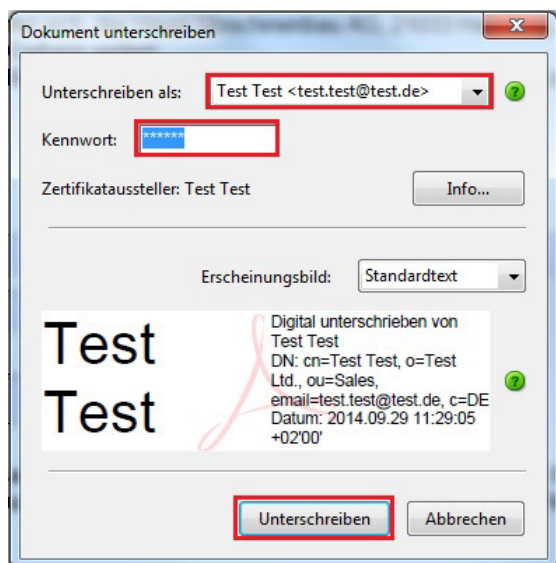 Dokument unterschreiben
Unterschreiben als: Test Test <test.test@test.de>
Kennwort: ******
Zertifikataussteller: Test Test Info...
Erscheinungsbild: Standardtext
Test
Test
Digital unterschrieben von
Test Test
DN: cn=Test Test, o=Test
Ltd., ou=Sales,
email=test.test@test.de, c=DE
Datum: 2014.09.29 11:29:05
+02'00'
Unterschreiben Abbrechen